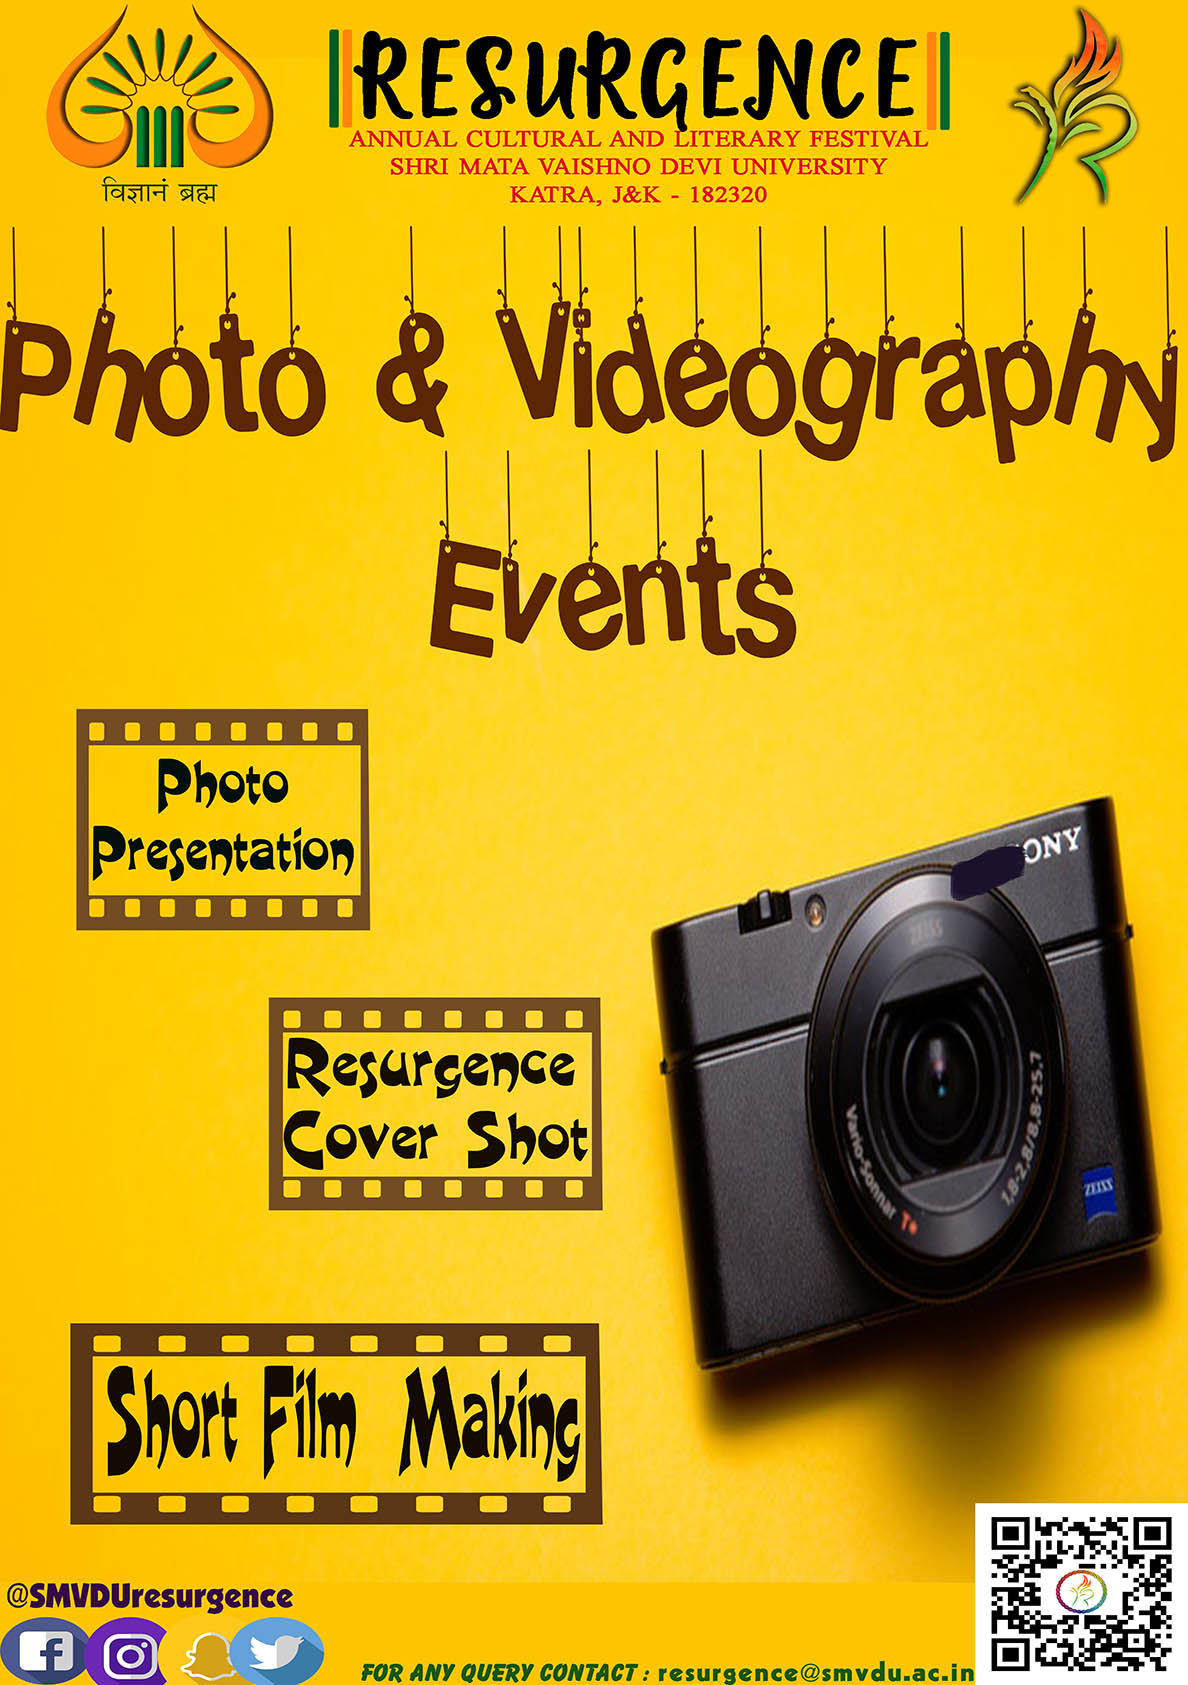 RESURGENCE
ANNUAL CULTURAL AND LITERARY FESTIVAL
SHRI MATA VAISHNO DEVI UNIVERSITY
KATRA, J&K - 182320
विज्ञानं ब्रह्म
Photo & Videography
Events
Photo
Presentation
Resurgence
Cover Shot
Short Film Making
ONY
ZEISS
Vario-Sonnar T*
1.8-2.8/8.8-25.7
ZEISS
@SMVDUresurgence
FOR ANY QUERY CONTACT : resurgence@smvdu.ac.in